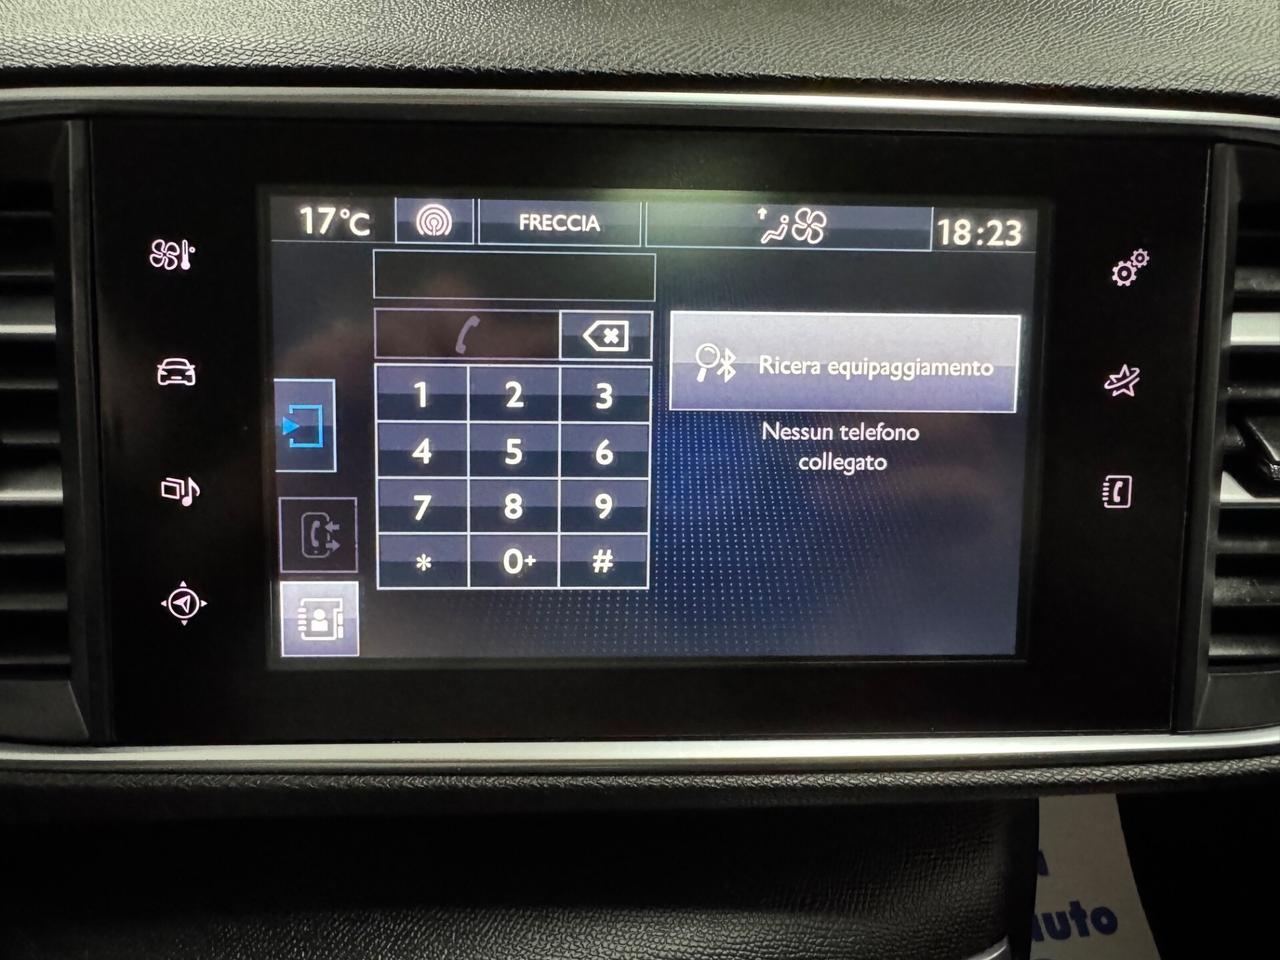 17°C
FRECCIA
18:23
1 2 3
4 5 6
7 8 9
* 0+ #
Ricera equipaggiamento
Nessun telefono
collegato
auto